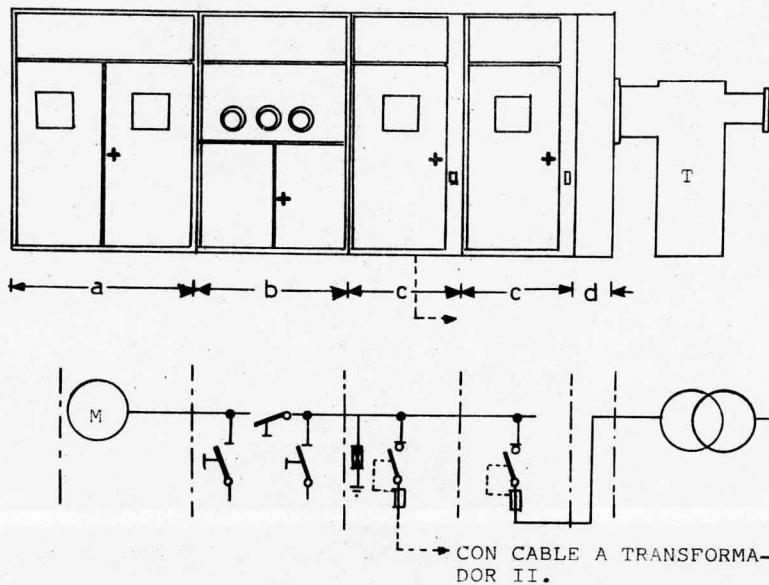 T
a b c c d
M
CON CABLE A TRANSFORMA-
DOR II.